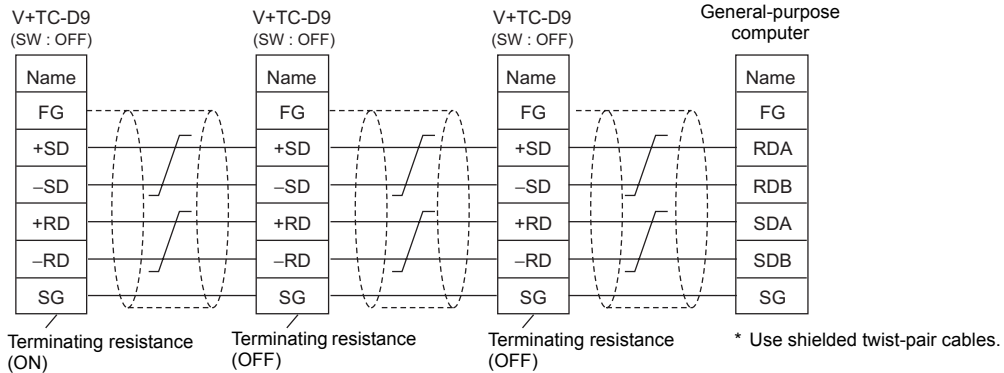 V+TC-D9
(SW : OFF)
V+TC-D9
(SW : OFF)
V+TC-D9
(SW : OFF)
General-purpose
computer
Name
FG
+SD
−SD
+RD
−RD
SG
Name
FG
+SD
−SD
+RD
−RD
SG
Name
FG
+SD
−SD
+RD
−RD
SG
Name
FG
RDA
RDB
SDA
SDB
SG
Terminating resistance
(ON)
Terminating resistance
(OFF)
Terminating resistance
(OFF)
* Use shielded twist-pair cables.